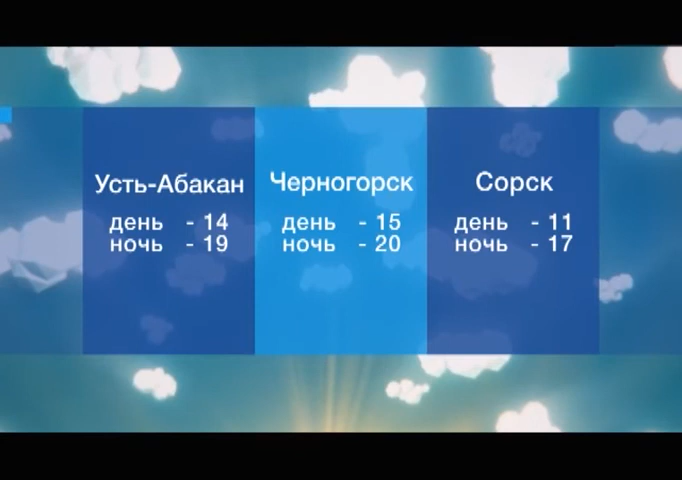 Усть-Абакан
день - 14
ночь - 19
Черногорск
день - 15
ночь - 20
Сорск
день - 11
ночь - 17